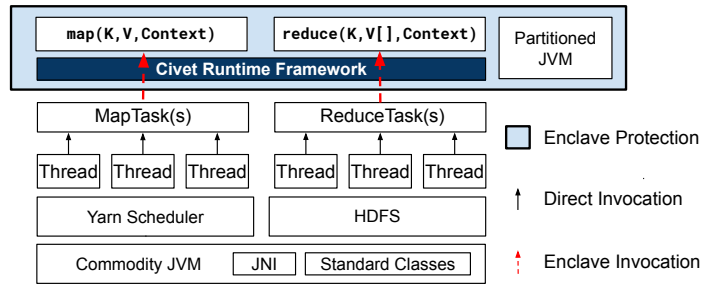 map(K,V,Context)
reduce(K,V[],Context)
Partitioned
JVM
Civet Runtime Framework
MapTask(s)
ReduceTask(s)
Thread
Thread
Thread
Thread
Thread
Thread
Yarn Scheduler
HDFS
Commodity JVM
JNI
Standard Classes
Enclave Protection
Direct Invocation
Enclave Invocation